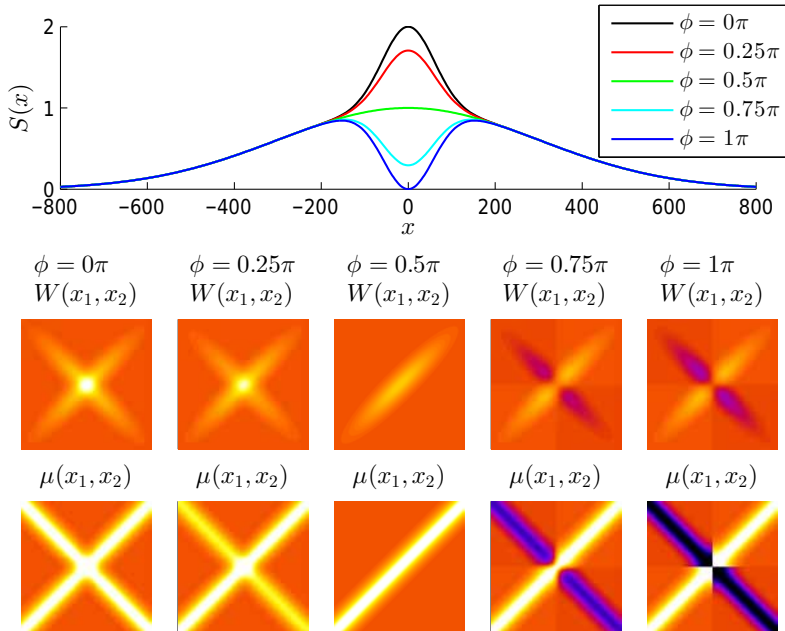 2
1
0
S(x)
−800 −600 −400 −200 0 200 400 600 800
x
ϕ = 0π
ϕ = 0.25π
ϕ = 0.5π
ϕ = 0.75π
ϕ = 1π
ϕ = 0π ϕ = 0.25π ϕ = 0.5π ϕ = 0.75π ϕ = 1π
W(x₁, x₂) W(x₁, x₂) W(x₁, x₂) W(x₁, x₂) W(x₁, x₂)
μ(x₁, x₂) μ(x₁, x₂) μ(x₁, x₂) μ(x₁, x₂) μ(x₁, x₂)